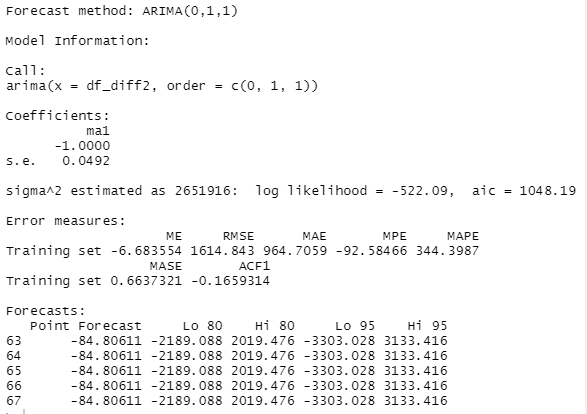 Forecast method: ARIMA(0,1,1)
Model Information:
Call:
arima(x = df_diff2, order = c(0, 1, 1))
Coefficients:
ma1
-1.0000
s.e. 0.0492
sigma^2 estimated as 2651916: log likelihood = -522.09, aic = 1048.19
Error measures:
ME RMSE MAE MPE MAPE
Training set -6.683554 1614.843 964.7059 -92.58466 344.3987
MASE ACF1
Training set 0.6637321 -0.1659314
Forecasts:
Point Forecast Lo 80 Hi 80 Lo 95 Hi 95
63 -84.80611 -2189.088 2019.476 -3303.028 3133.416
64 -84.80611 -2189.088 2019.476 -3303.028 3133.416
65 -84.80611 -2189.088 2019.476 -3303.028 3133.416
66 -84.80611 -2189.088 2019.476 -3303.028 3133.416
67 -84.80611 -2189.088 2019.476 -3303.028 3133.416